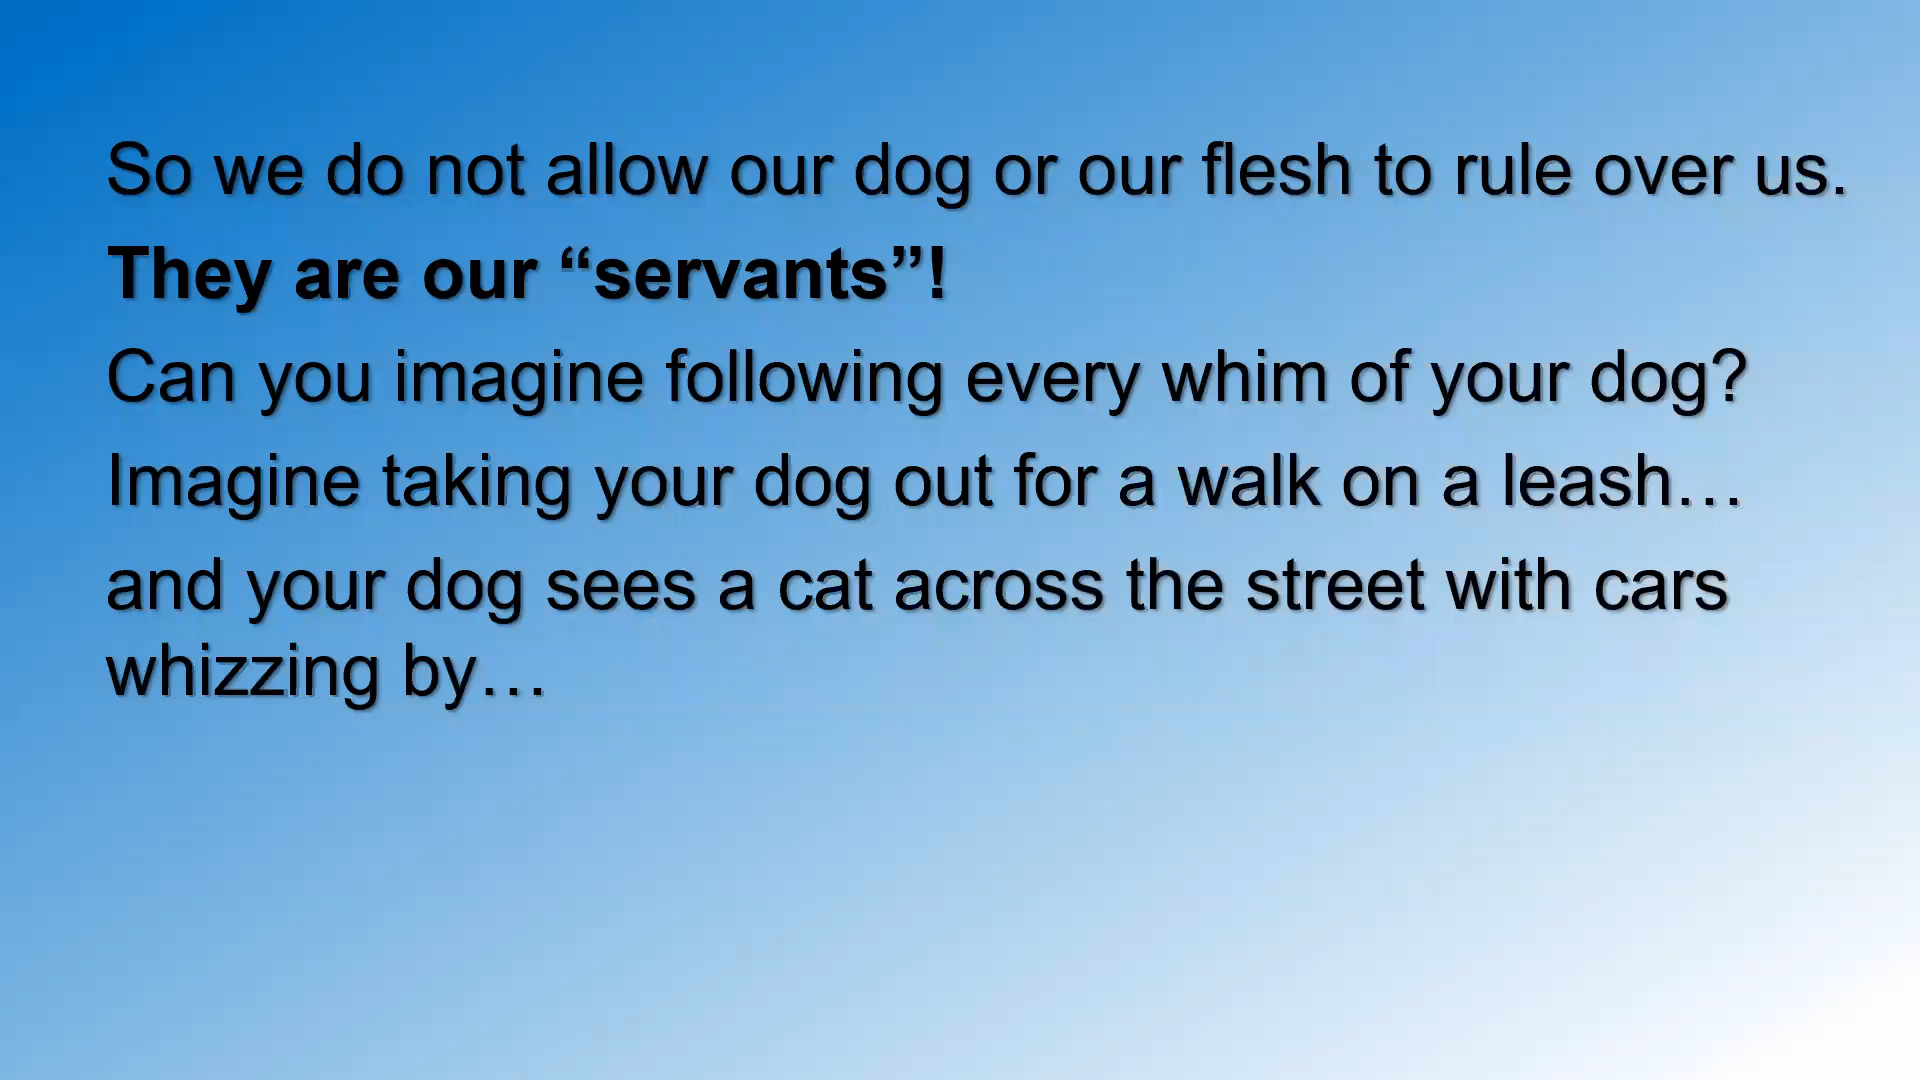 So we do not allow our dog or our flesh to rule over us.
They are our “servants”!
Can you imagine following every whim of your dog?
Imagine taking your dog out for a walk on a leash…
and your dog sees a cat across the street with cars
whizzing by…